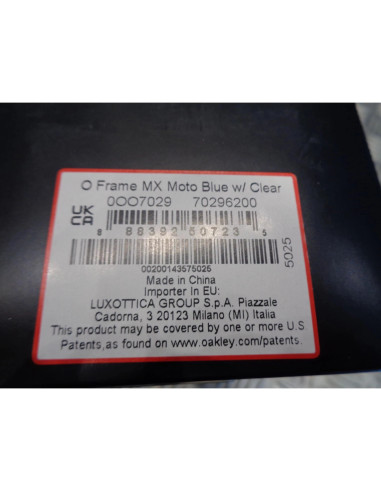 O Frame MX Moto Blue w/ Clear
0OO7029 70296200
UK
CA
8 88392 50723 5
5025
00200143575025
Made in China
Importer In EU:
LUXOTTICA GROUP S.p.A. Piazzale
Cadorna, 3 20123 Milano (MI) Italia
This product may be covered by one or more U.S
Patents,as found on www.oakley.com/patents.